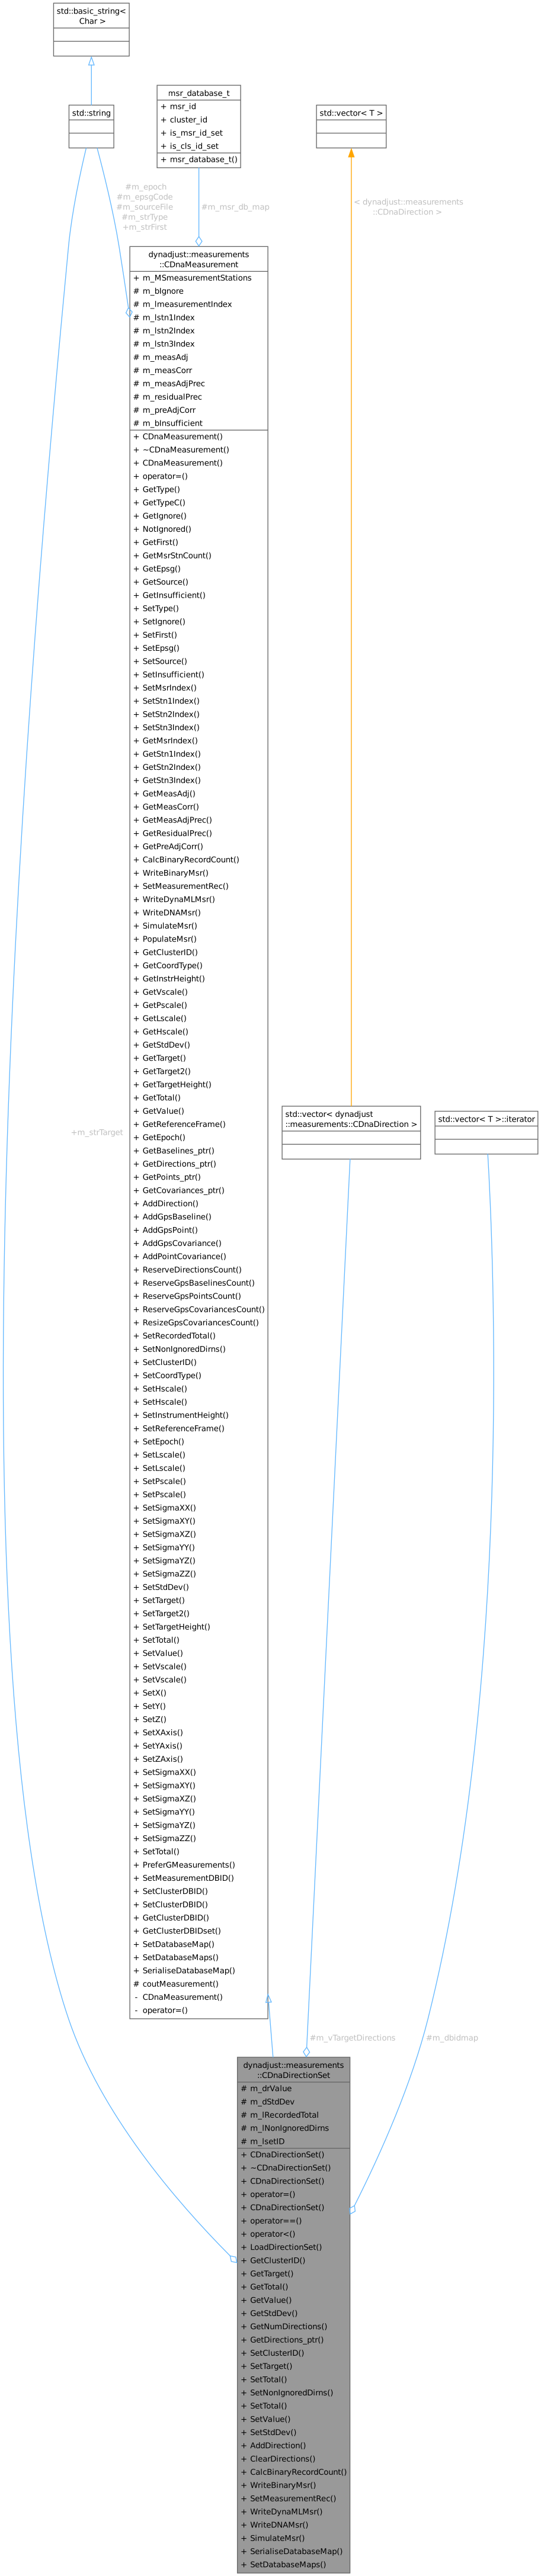 std::basic_string<
Char >
std::string
msr_database_t
+ msr_id
+ cluster_id
+ is_msr_id_set
+ is_cls_id_set
+ msr_database_t()
std::vector< T >
#m_epoch
#m_epsgCode
#m_sourceFile
#m_strType
+m_strFirst
#m_msr_db_map
< dynadjust::measurements
::CDnaDirection >
dynadjust::measurements
::CDnaMeasurement
+ m_MSmeasurementStations
# m_bIgnore
# m_lmeasurementIndex
# m_lstn1Index
# m_lstn2Index
# m_lstn3Index
# m_measAdj
# m_measCorr
# m_measAdjPrec
# m_residualPrec
# m_preAdjCorr
# m_bInsufficient
+ CDnaMeasurement()
+ ~CDnaMeasurement()
+ CDnaMeasurement()
+ operator=()
+ GetType()
+ GetTypeC()
+ GetIgnore()
+ NotIgnored()
+ GetFirst()
+ GetMsrStnCount()
+ GetEpsg()
+ GetSource()
+ GetInsufficient()
+ SetType()
+ SetIgnore()
+ SetFirst()
+ SetEpsg()
+ SetSource()
+ SetInsufficient()
+ SetMsrIndex()
+ SetStn1Index()
+ SetStn2Index()
+ SetStn3Index()
+ GetMsrIndex()
+ GetStn1Index()
+ GetStn2Index()
+ GetStn3Index()
+ GetMeasAdj()
+ GetMeasCorr()
+ GetMeasAdjPrec()
+ GetResidualPrec()
+ GetPreAdjCorr()
+ CalcBinaryRecordCount()
+ WriteBinaryMsr()
+ SetMeasurementRec()
+ WriteDynaMLMsr()
+ WriteDNAMsr()
+ SimulateMsr()
+ PopulateMsr()
+ GetClusterID()
+ GetCoordType()
+ GetInstrHeight()
+ GetVscale()
+ GetPscale()
+ GetLscale()
+ GetHscale()
+ GetStdDev()
+ GetTarget()
+ GetTarget2()
+ GetTargetHeight()
+ GetTotal()
+ GetValue()
+ GetReferenceFrame()
+ GetEpoch()
+ GetBaselines_ptr()
+ GetDirections_ptr()
+ GetPoints_ptr()
+ GetCovariances_ptr()
+ AddDirection()
+ AddGpsBaseline()
+ AddGpsPoint()
+ AddGpsCovariance()
+ AddPointCovariance()
+ ReserveDirectionsCount()
+ ReserveGpsBaselinesCount()
+ ReserveGpsPointsCount()
+ ReserveGpsCovariancesCount()
+ ResizeGpsCovariancesCount()
+ SetRecordedTotal()
+ SetNonIgnoredDirns()
+ SetClusterID()
+ SetCoordType()
+ SetHscale()
+ SetHscale()
+ SetInstrumentHeight()
+ SetReferenceFrame()
+ SetEpoch()
+ SetLscale()
+ SetLscale()
+ SetPscale()
+ SetPscale()
+ SetSigmaXX()
+ SetSigmaXY()
+ SetSigmaXZ()
+ SetSigmaYY()
+ SetSigmaYZ()
+ SetSigmaZZ()
+ SetStdDev()
+ SetTarget()
+ SetTarget2()
+ SetTargetHeight()
+ SetTotal()
+ SetValue()
+ SetVscale()
+ SetVscale()
+ SetX()
+ SetY()
+ SetZ()
+ SetXAxis()
+ SetYAxis()
+ SetZAxis()
+ SetSigmaXX()
+ SetSigmaXY()
+ SetSigmaXZ()
+ SetSigmaYY()
+ SetSigmaYZ()
+ SetSigmaZZ()
+ SetTotal()
+ PreferGMeasurements()
+ SetMeasurementDBID()
+ SetClusterDBID()
+ SetClusterDBID()
+ GetClusterDBID()
+ GetClusterDBIDset()
+ SetDatabaseMap()
+ SetDatabaseMaps()
+ SerialiseDatabaseMap()
# coutMeasurement()
- CDnaMeasurement()
- operator=()
std::vector< dynadjust
::measurements::CDnaDirection >
std::vector< T >::iterator
+m_strTarget
#m_vTargetDirections
#m_dbidmap
dynadjust::measurements
::CDnaDirectionSet
# m_drValue
# m_dStdDev
# m_lRecordedTotal
# m_lNonIgnoredDirns
# m_lsetID
+ CDnaDirectionSet()
+ ~CDnaDirectionSet()
+ CDnaDirectionSet()
+ operator=()
+ CDnaDirectionSet()
+ operator==()
+ operator<()
+ LoadDirectionSet()
+ GetClusterID()
+ GetTarget()
+ GetTotal()
+ GetValue()
+ GetStdDev()
+ GetNumDirections()
+ GetDirections_ptr()
+ SetClusterID()
+ SetTarget()
+ SetTotal()
+ SetNonIgnoredDirns()
+ SetTotal()
+ SetValue()
+ SetStdDev()
+ AddDirection()
+ ClearDirections()
+ CalcBinaryRecordCount()
+ WriteBinaryMsr()
+ SetMeasurementRec()
+ WriteDynaMLMsr()
+ WriteDNAMsr()
+ SimulateMsr()
+ SerialiseDatabaseMap()
+ SetDatabaseMaps()